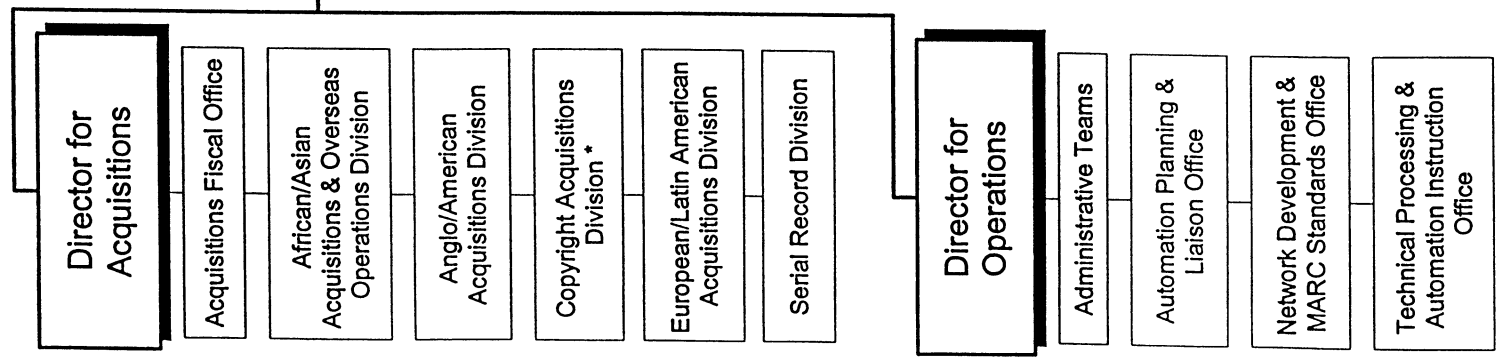 Director for
Acquisitions
Acquisitions Fiscal Office
African/Asian
Acquisitions & Overseas
Operations Division
Anglo/American
Acquisitions Division
Copyright Acquisitions
Division *
European/Latin American
Acquisitions Division
Serial Record Division
Director for
Operations
Administrative Teams
Automation Planning &
Liaison Office
Network Development &
MARC Standards Office
Technical Processing &
Automation Instruction
Office